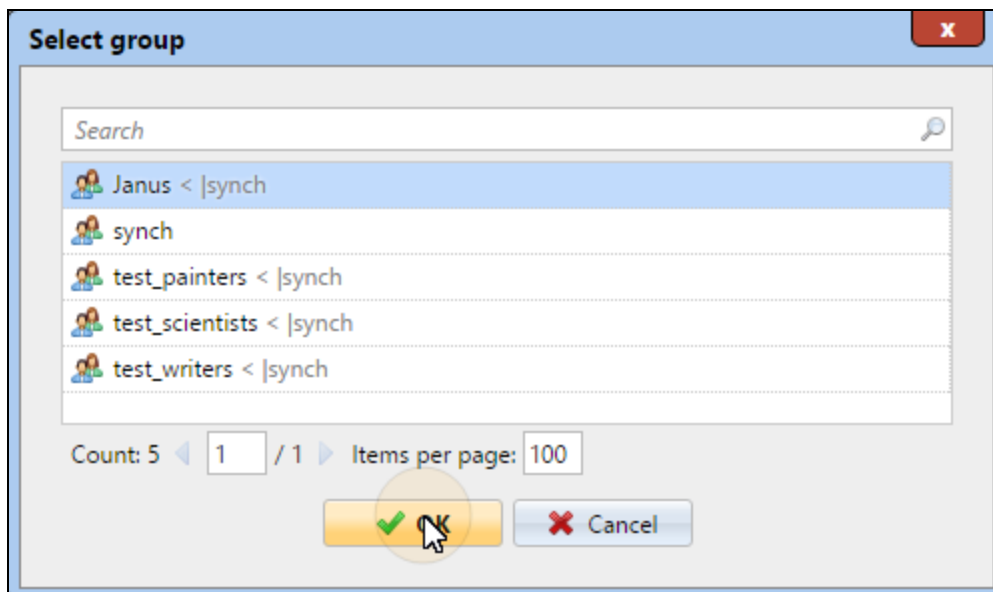 Select group
x
Search
Janus < |synch
synch
test_painters < |synch
test_scientists < |synch
test_writers < |synch
Count: 5 1 / 1 Items per page: 100
OK Cancel